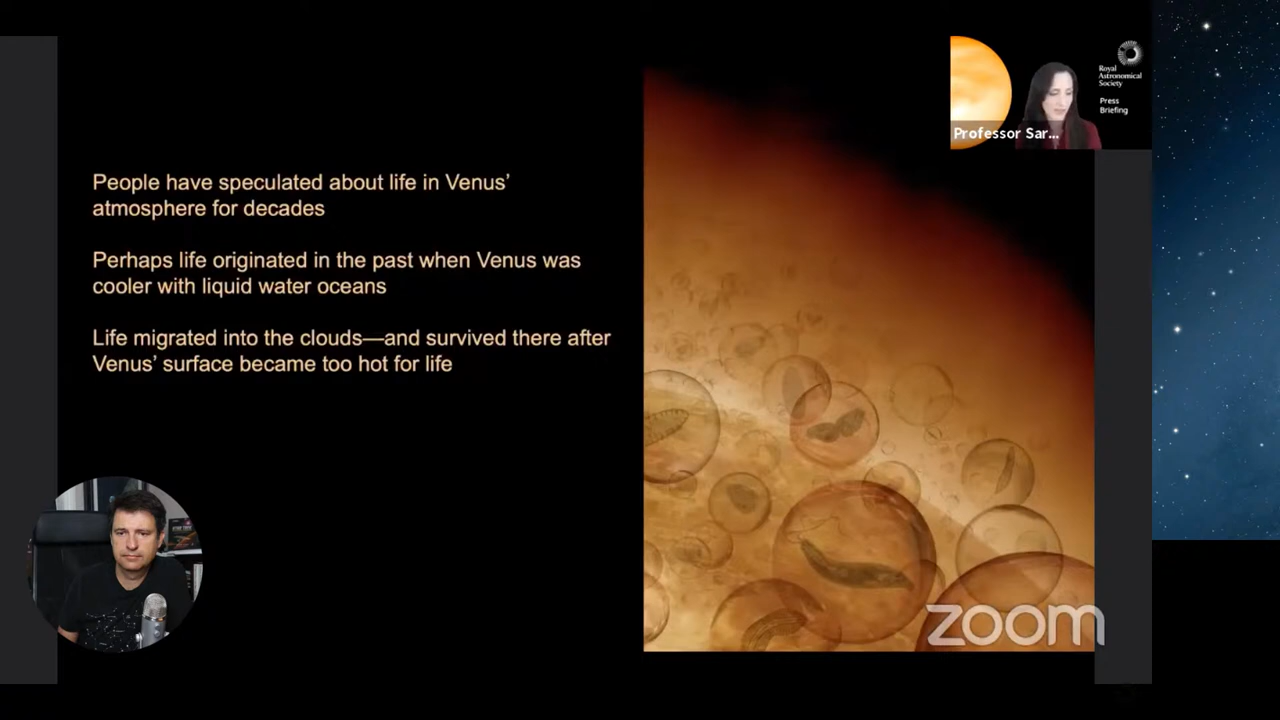 Royal
Astronomical
Society
Press
Briefing
Professor Sar...
People have speculated about life in Venus’
atmosphere for decades
Perhaps life originated in the past when Venus was
cooler with liquid water oceans
Life migrated into the clouds—and survived there after
Venus’ surface became too hot for life
zoom